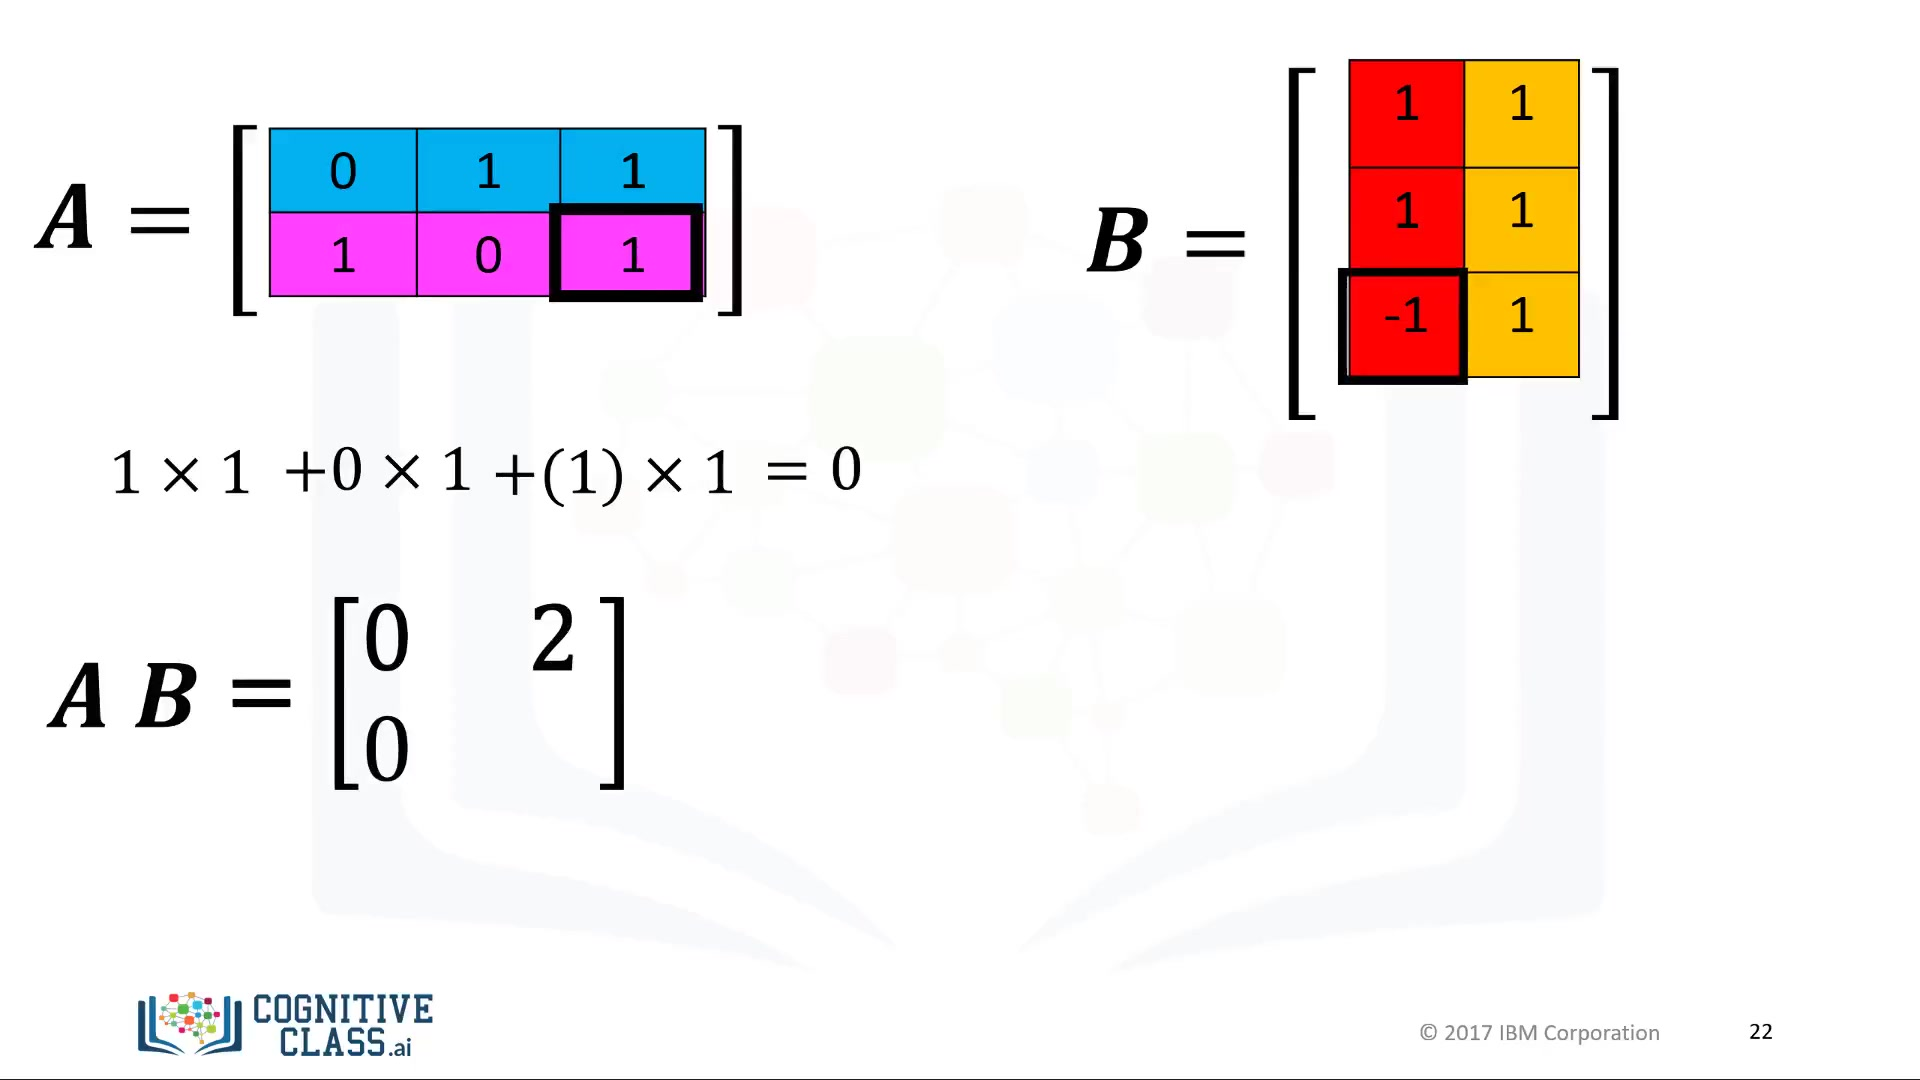 A = [ 0 1 1
1 0 1 ]
B = [ 1 1
1 1
-1 1 ]
1 × 1 +0 × 1 +(1) × 1 = 0
A B = [ 0 2
0 ]
COGNITIVE
CLASS.ai
© 2017 IBM Corporation 22